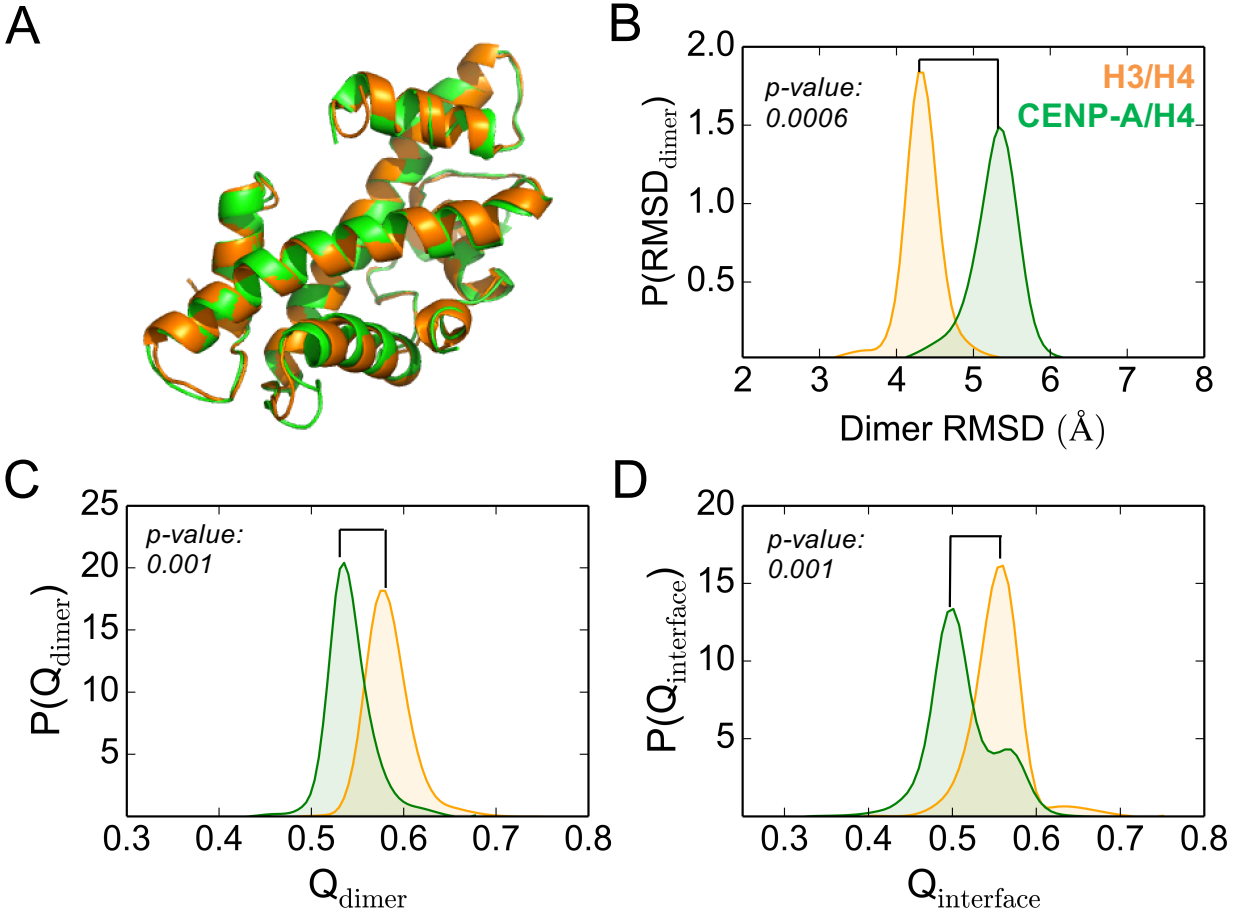 A
B
2.0
1.5
1.0
0.5
P(RMSD_dimer)
p-value:
0.0006
H3/H4
CENP-A/H4
2 3 4 5 6 7 8
Dimer RMSD (Å)
C
25
20
15
10
5
P(Q_dimer)
p-value:
0.001
0.3 0.4 0.5 0.6 0.7 0.8
Q_dimer
D
20
15
10
5
P(Q_interface)
p-value:
0.001
0.3 0.4 0.5 0.6 0.7 0.8
Q_interface